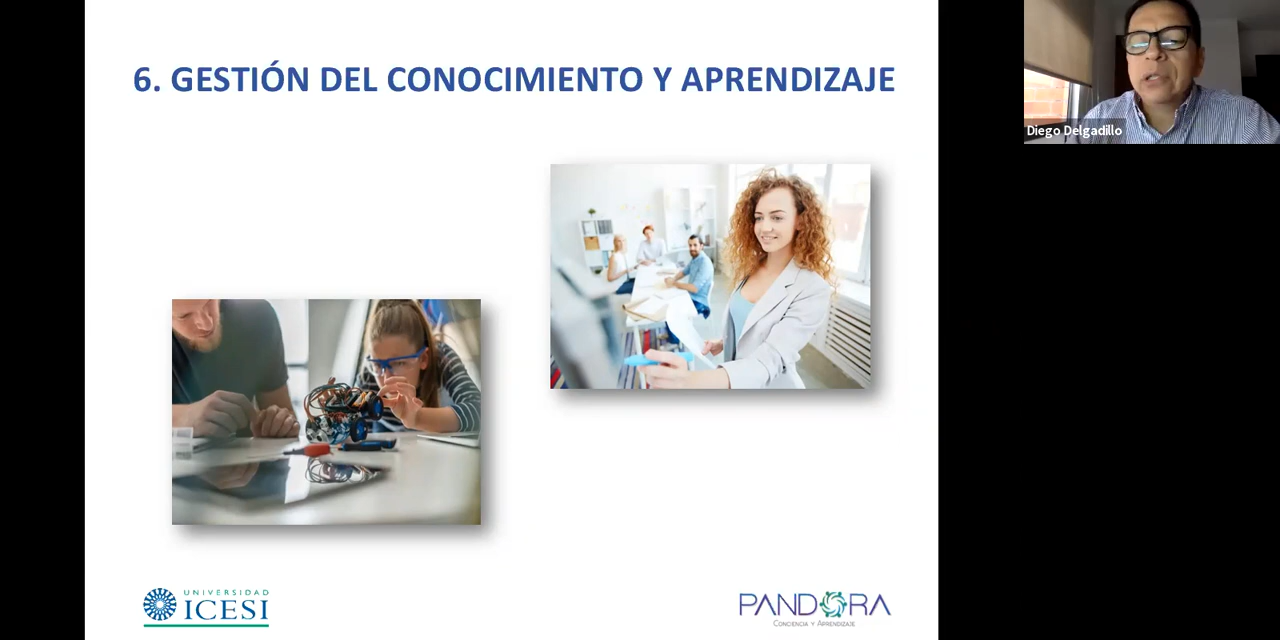 6. GESTIÓN DEL CONOCIMIENTO Y APRENDIZAJE
Diego Delgadillo
UNIVERSIDAD
ICESI
PANDORA
CONCIENCIA Y APRENDIZAJE